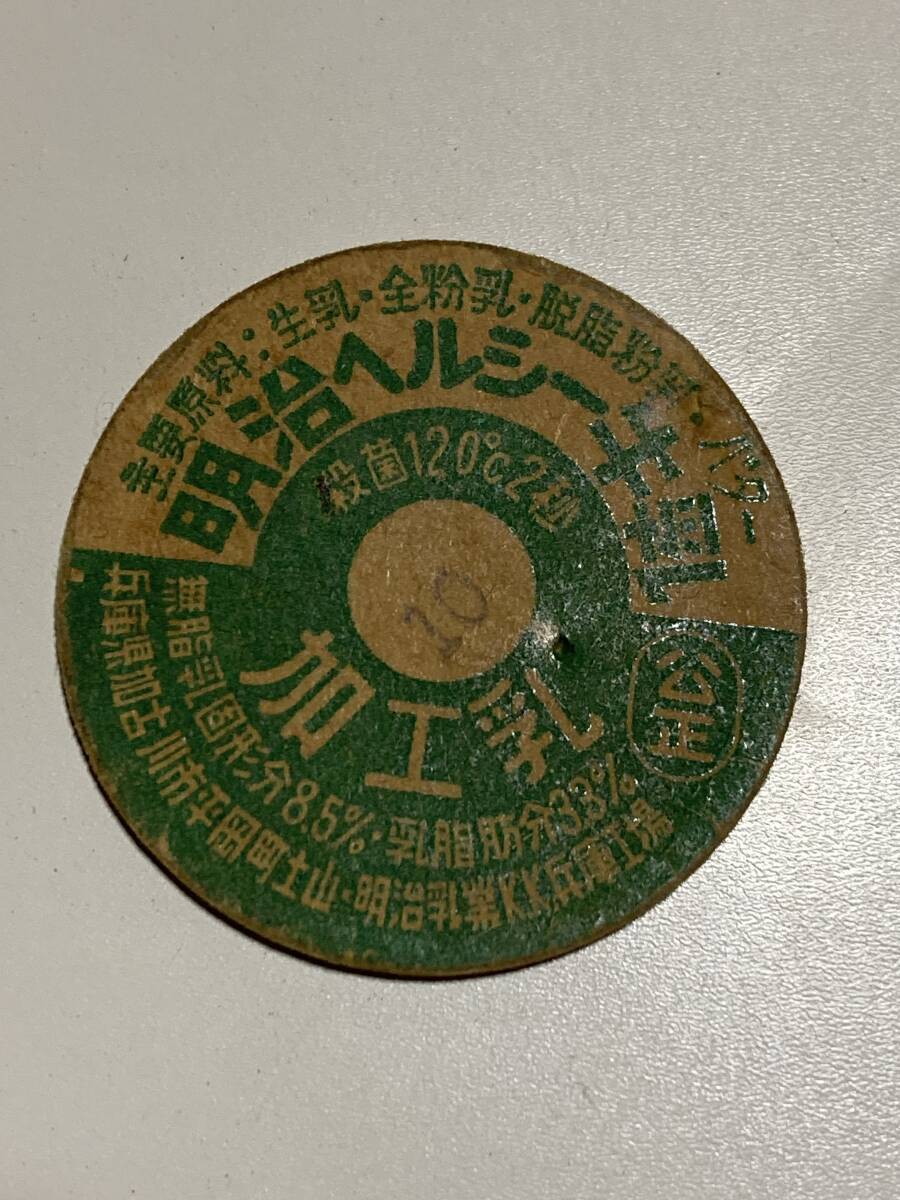 主要原料:生乳・全粉乳・脱脂粉乳・バター
明治ヘルシー牛乳
殺菌120℃2秒
10
加工乳
公正
無脂乳固形分8.5%・乳脂肪分3.3%
兵庫県加古川市平岡町土山・明治乳業KK兵庫工場